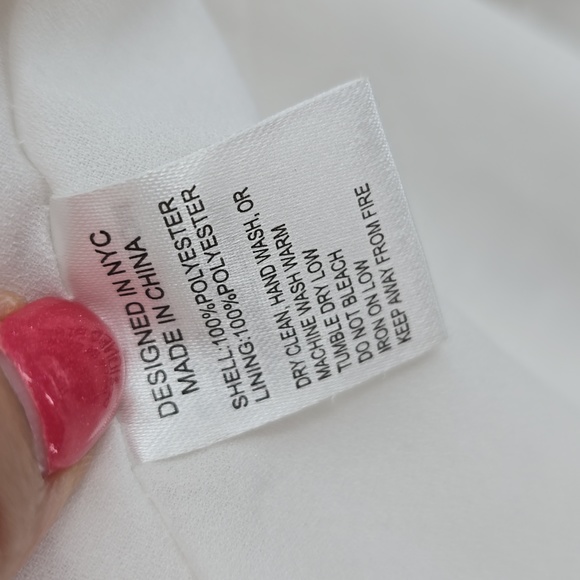 DESIGNED IN NYC
MADE IN CHINA
SHELL:100%POLYESTER
LINING:100%POLYESTER
DRY CLEAN, HAND WASH, OR
MACHINE WASH WARM
TUMBLE DRY LOW
DO NOT BLEACH
IRON ON LOW
KEEP AWAY FROM FIRE